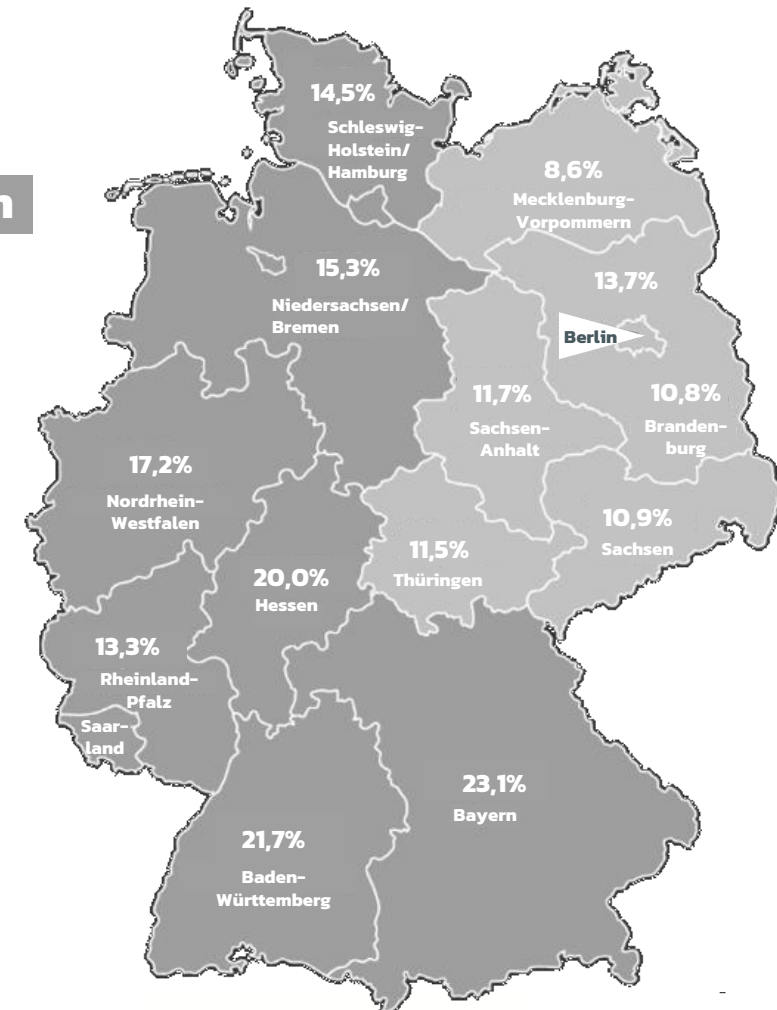 14,5%
Schleswig-
Holstein/
Hamburg
8,6%
Mecklenburg-
Vorpommern
n
15,3%
Niedersachsen/
Bremen
13,7%
Berlin
11,7%
Sachsen-
Anhalt
10,8%
Branden-
burg
17,2%
Nordrhein-
Westfalen
10,9%
Sachsen
11,5%
Thüringen
20,0%
Hessen
13,3%
Rheinland-
Pfalz
Saar-
land
23,1%
Bayern
21,7%
Baden-
Württemberg
-